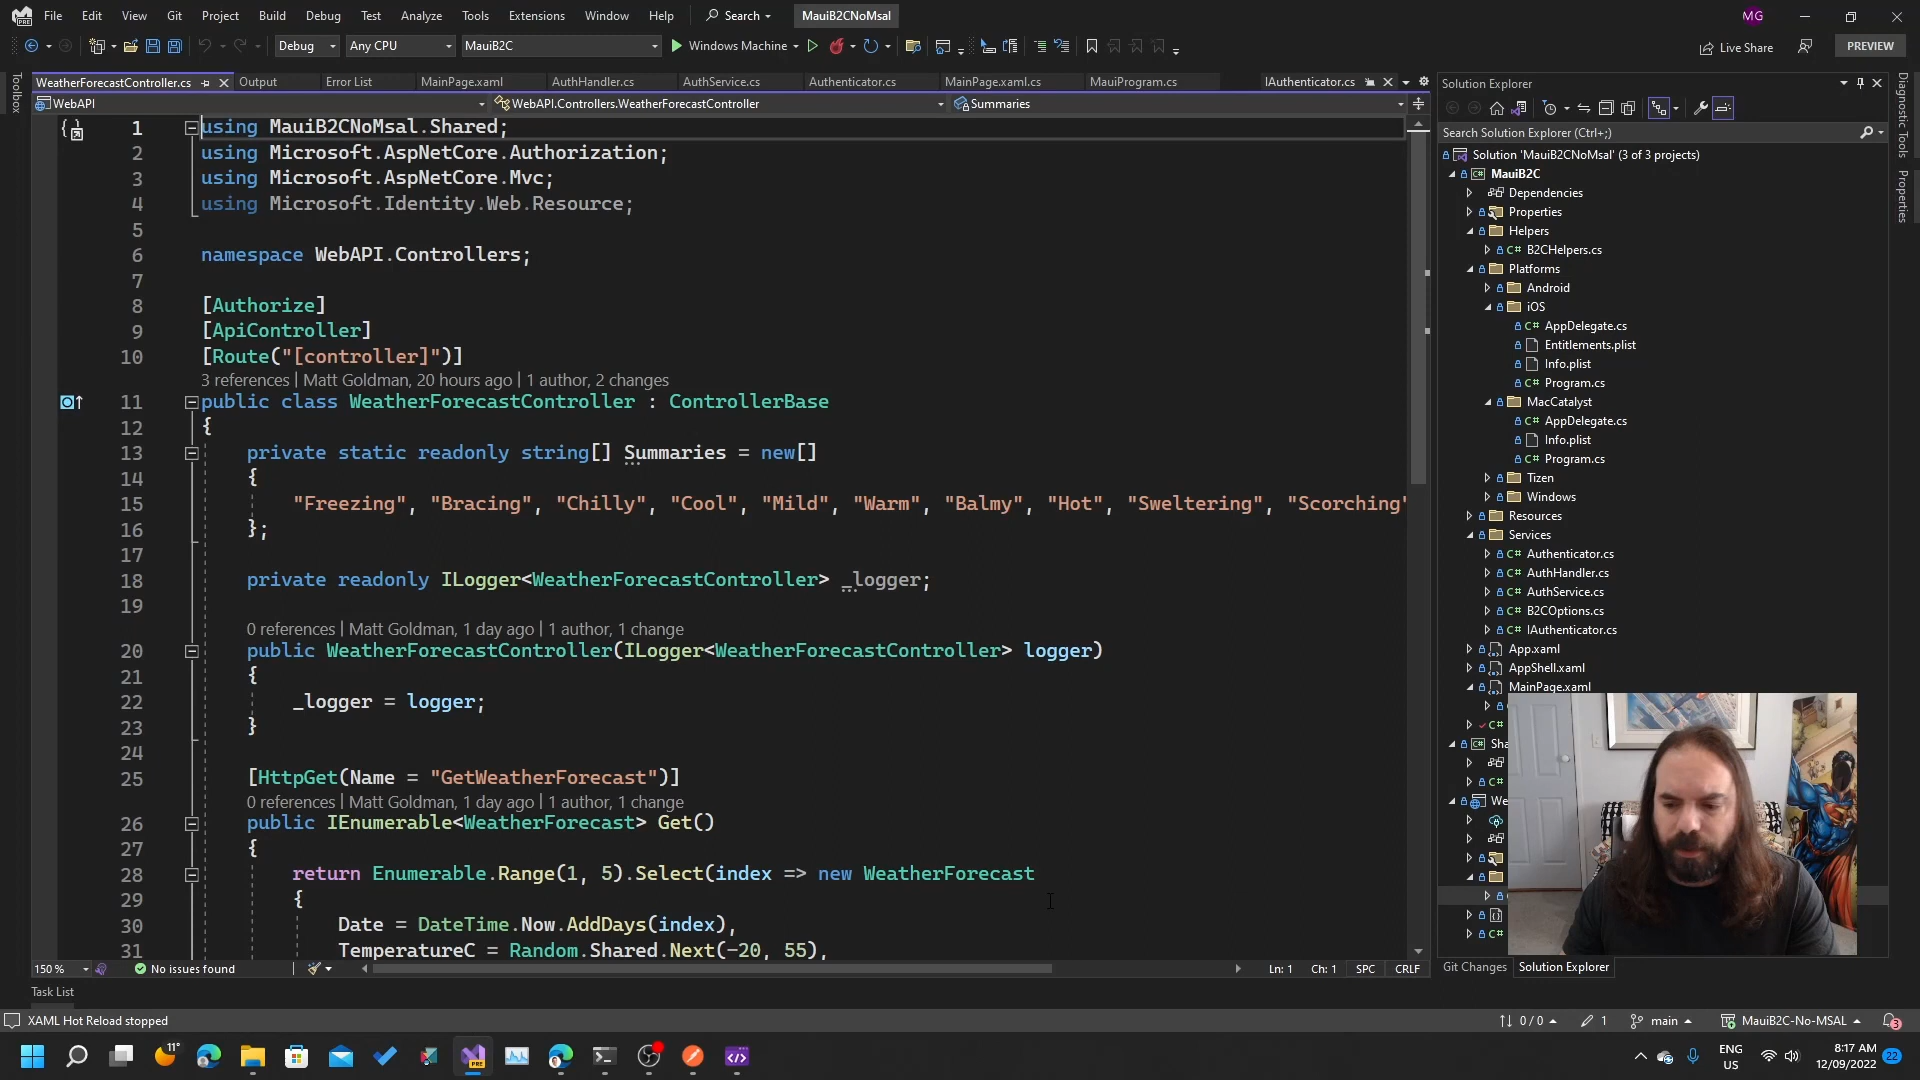 File Edit View Git Project Build Debug Test Analyze Tools Extensions Window Help Search MauiB2CNoMsal MG
Debug Any CPU MauiB2C Windows Machine Live Share PREVIEW
WeatherForecastController.cs Output Error List MainPage.xaml AuthHandler.cs AuthService.cs Authenticator.cs MainPage.xaml.cs MauiProgram.cs IAuthenticator.cs
WebAPI WebAPI.Controllers.WeatherForecastController Summaries
Toolbox
1 using MauiB2CNoMsal.Shared;
2 using Microsoft.AspNetCore.Authorization;
3 using Microsoft.AspNetCore.Mvc;
4 using Microsoft.Identity.Web.Resource;
5
6 namespace WebAPI.Controllers;
7
8 [Authorize]
9 [ApiController]
10 [Route("[controller]")]
3 references | Matt Goldman, 20 hours ago | 1 author, 2 changes
11 public class WeatherForecastController : ControllerBase
12 {
13 private static readonly string[] Summaries = new[]
14 {
15 "Freezing", "Bracing", "Chilly", "Cool", "Mild", "Warm", "Balmy", "Hot", "Sweltering", "Scorching"
16 };
17
18 private readonly ILogger<WeatherForecastController> _logger;
19
0 references | Matt Goldman, 1 day ago | 1 author, 1 change
20 public WeatherForecastController(ILogger<WeatherForecastController> logger)
21 {
22 _logger = logger;
23 }
24
25 [HttpGet(Name = "GetWeatherForecast")]
0 references | Matt Goldman, 1 day ago | 1 author, 1 change
26 public IEnumerable<WeatherForecast> Get()
27 {
28 return Enumerable.Range(1, 5).Select(index => new WeatherForecast
29 {
30 Date = DateTime.Now.AddDays(index),
31 TemperatureC = Random.Shared.Next(-20, 55),
150 % No issues found Ln: 1 Ch: 1 SPC CRLF
Solution Explorer
Search Solution Explorer (Ctrl+;)
Solution 'MauiB2CNoMsal' (3 of 3 projects)
MauiB2C
Dependencies
Properties
Helpers
C# B2CHelpers.cs
Platforms
Android
iOS
C# AppDelegate.cs
Entitlements.plist
Info.plist
C# Program.cs
MacCatalyst
C# AppDelegate.cs
Info.plist
C# Program.cs
Tizen
Windows
Resources
Services
C# Authenticator.cs
C# AuthHandler.cs
C# AuthService.cs
C# B2COptions.cs
C# IAuthenticator.cs
App.xaml
AppShell.xaml
MainPage.xaml
C#
Sha
C#
We
C#
Git Changes Solution Explorer
Diagnostic Tools
Properties
Task List
XAML Hot Reload stopped 0 / 0 1 main MauiB2C-No-MSAL 3
11° ENG US 8:17 AM 12/09/2022 22